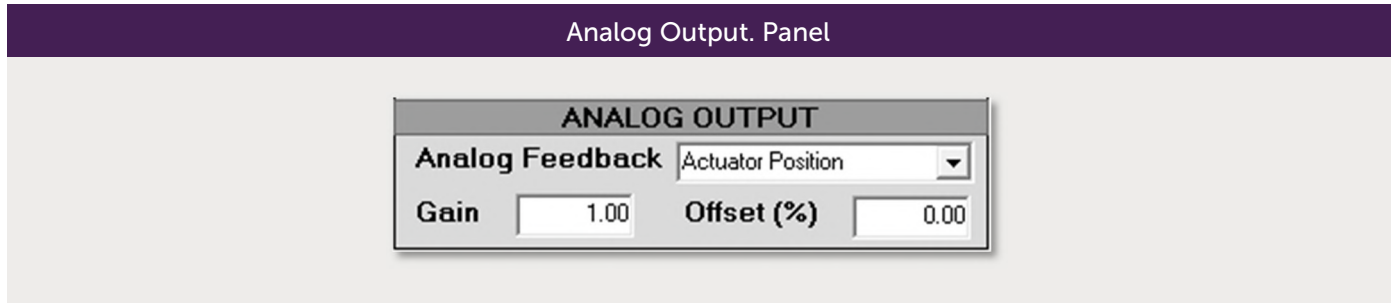 Analog Output. Panel
ANALOG OUTPUT
Analog Feedback Actuator Position
Gain 1.00 Offset (%) 0.00